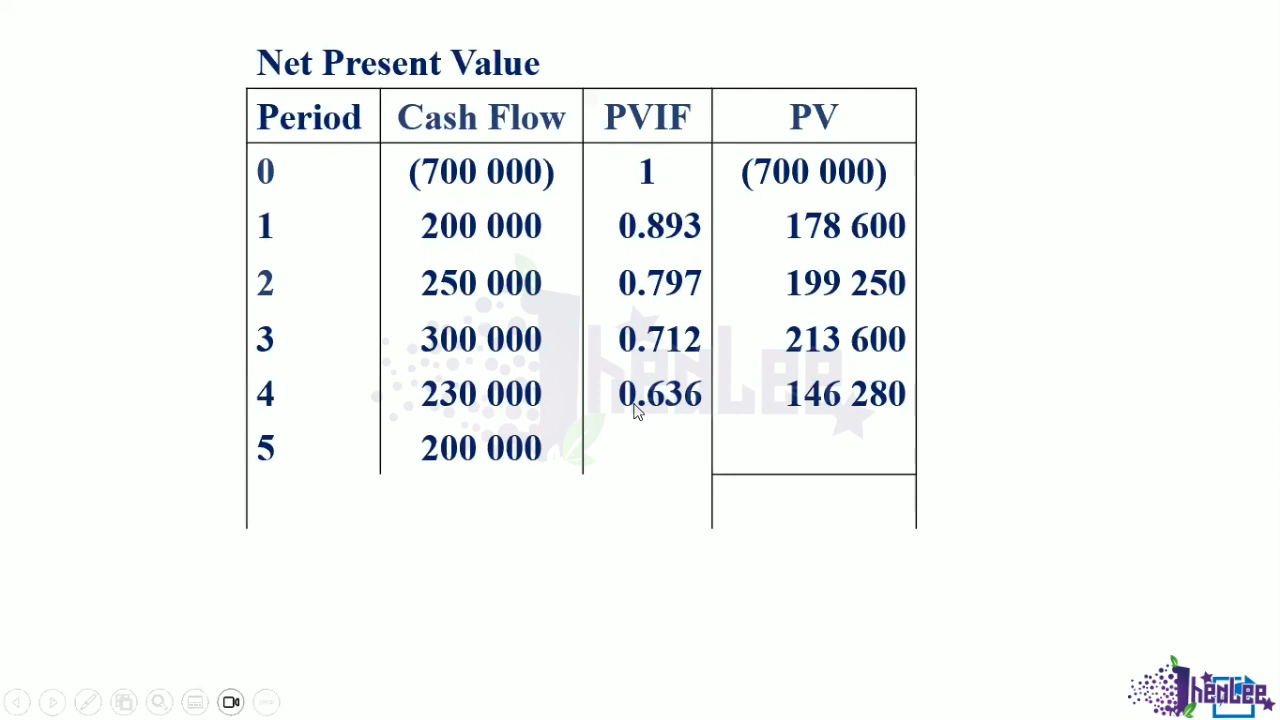 Net Present Value
Period Cash Flow PVIF PV
0 (700 000) 1 (700 000)
1 200 000 0.893 178 600
2 250 000 0.797 199 250
3 300 000 0.712 213 600
4 230 000 0.636 146 280
5 200 000
1heoLee
1heoLee